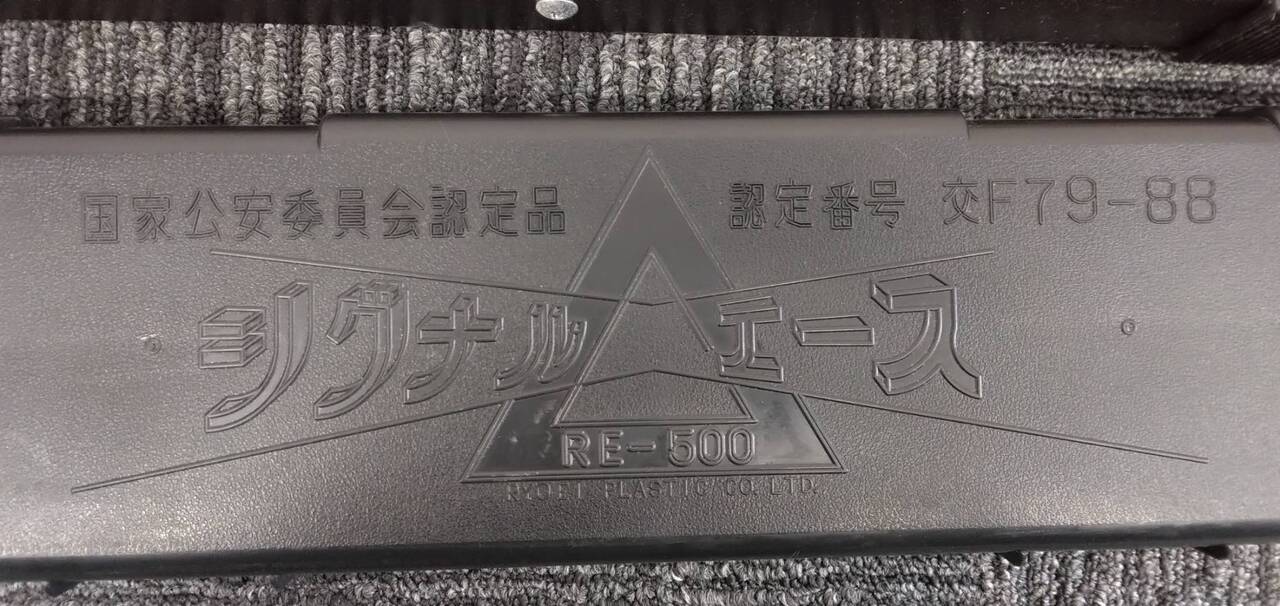 国家公安委員会認定品 認定番号 交F79-88
シグナルエース
RE-500
RYOBI PLASTIC CO. LTD.